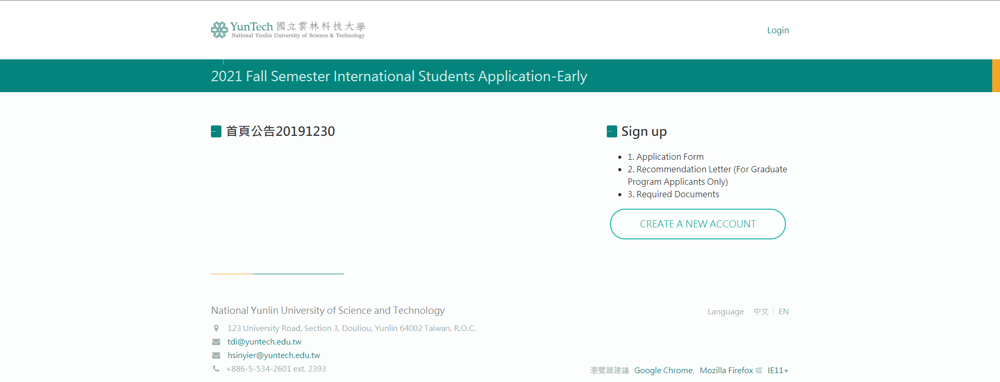 YunTech 國立雲林科技大學
National Yunlin University of Science & Technology
Login
2021 Fall Semester International Students Application-Early
首頁公告20191230
Sign up
1. Application Form
2. Recommendation Letter (For Graduate
Program Applicants Only)
3. Required Documents
CREATE A NEW ACCOUNT
National Yunlin University of Science and Technology
123 University Road, Section 3, Douliou, Yunlin 64002 Taiwan, R.O.C.
tdi@yuntech.edu.tw
hsinyier@yuntech.edu.tw
+886-5-534-2601 ext. 2393
Language 中文 EN
瀏覽器建議 Google Chrome, Mozilla Firefox 或 IE11+